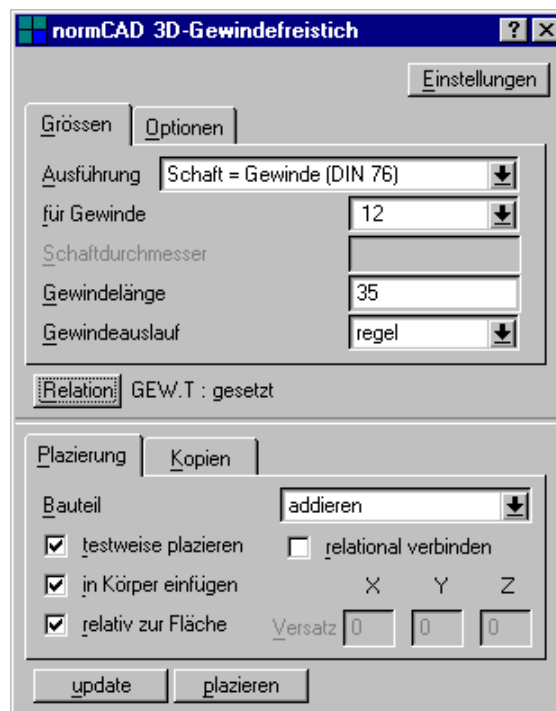 normCAD 3D-Gewindefreistich
Einstellungen
Grössen Optionen
Ausführung Schaft = Gewinde (DIN 76)
für Gewinde 12
Schaftdurchmesser
Gewindelänge 35
Gewindeauslauf regel
Relation GEW.T : gesetzt
Plazierung Kopien
Bauteil addieren
testweise plazieren relational verbinden
in Körper einfügen X Y Z
relativ zur Fläche Versatz 0 0 0
update plazieren